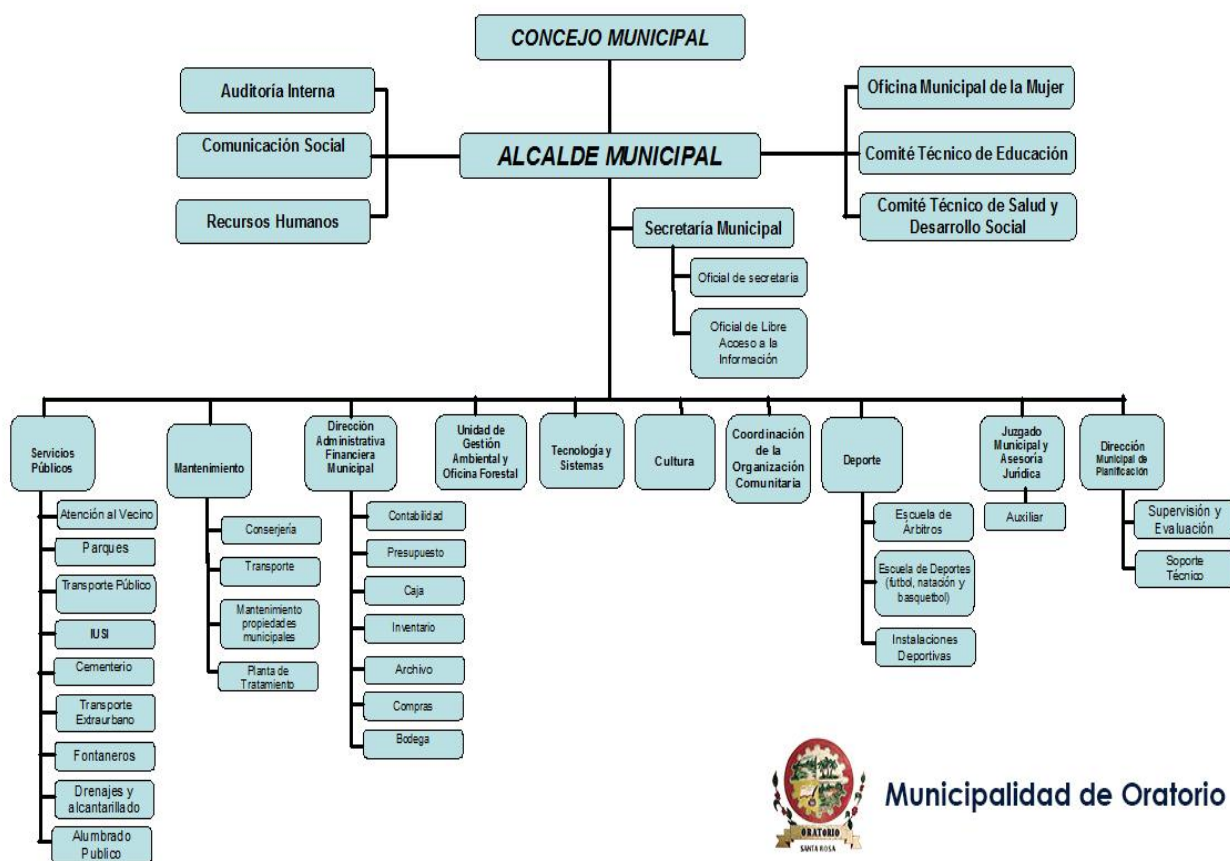 CONCEJO MUNICIPAL
Auditoría Interna
Comunicación Social
Recursos Humanos
ALCALDE MUNICIPAL
Oficina Municipal de la Mujer
Comité Técnico de Educación
Comité Técnico de Salud y
Desarrollo Social
Secretaría Municipal
Oficial de secretaria
Oficial de Libre
Acceso a la
Información
Servicios
Públicos
Atención al Vecino
Parques
Transporte Público
IUSI
Cementerio
Transporte
Extraurbano
Fontaneros
Drenajes y
alcantarillado
Alumbrado
Publico
Mantenimiento
Conserjería
Transporte
Mantenimiento
propiedades
municipales
Planta de
Tratamiento
Dirección
Administrativa
Financiera
Municipal
Contabilidad
Presupuesto
Caja
Inventario
Archivo
Compras
Bodega
Unidad de
Gestión
Ambiental y
Oficina Forestal
Tecnología y
Sistemas
Cultura
Coordinación
de la
Organización
Comunitaria
Deporte
Escuela de
Árbitros
Escuela de Deportes
(futbol, natación y
basquetbol)
Instalaciones
Deportivas
Juzgado
Municipal y
Asesoría
Jurídica
Auxiliar
Dirección
Municipal de
Planificación
Supervisión y
Evaluación
Soporte
Técnico
ORATORIO
SANTA ROSA
Municipalidad de Oratorio